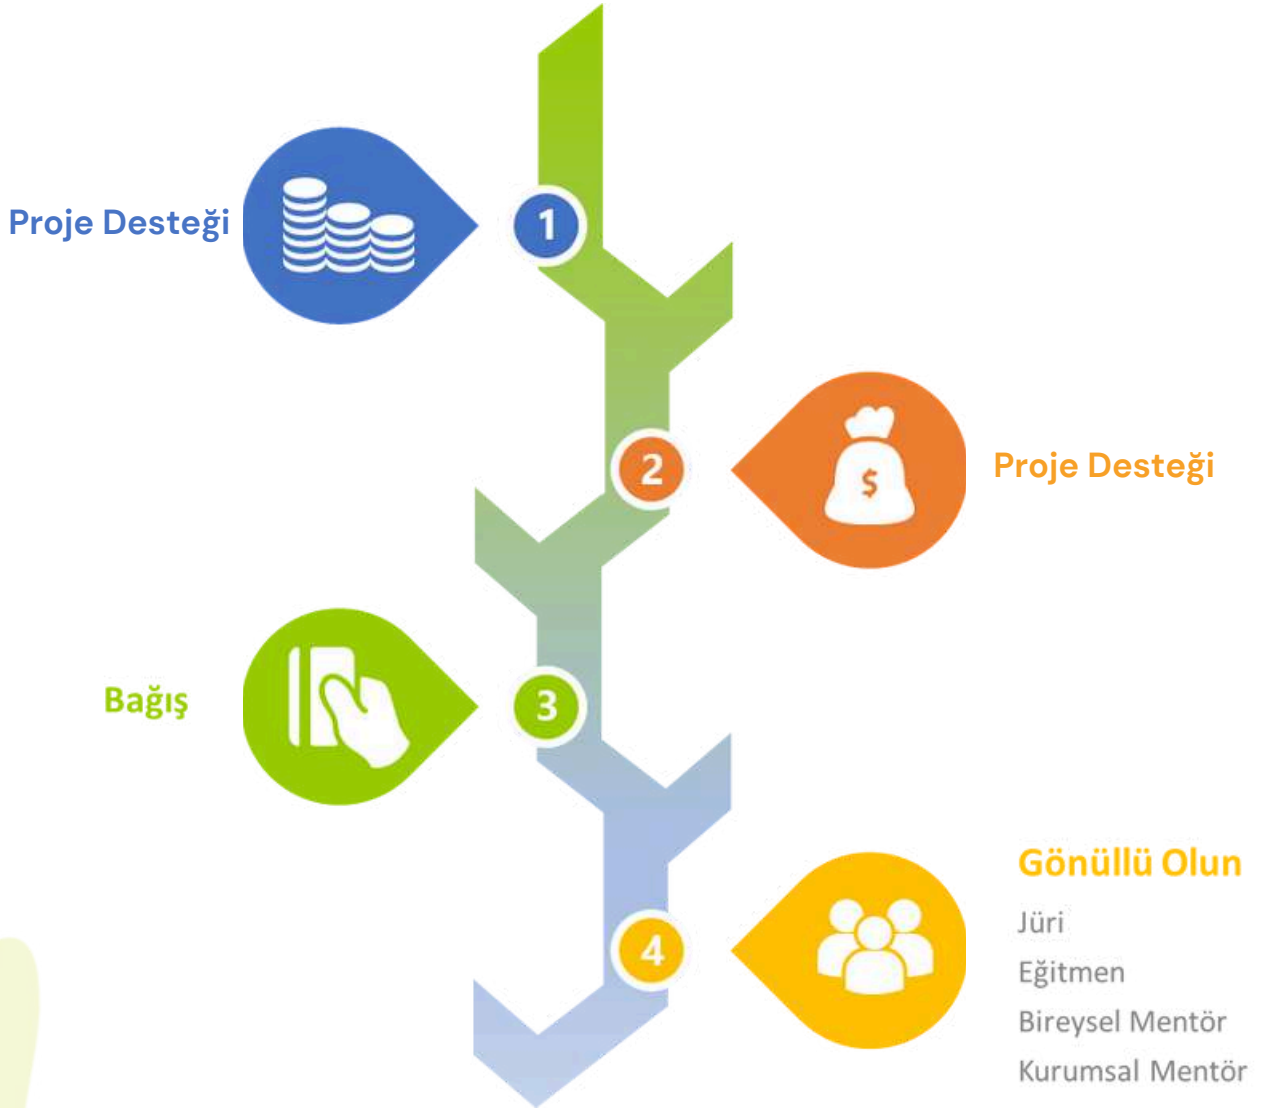 Proje Desteği
1
2
$
Proje Desteği
Bağış
3
4
Gönüllü Olun
Jüri
Eğitmen
Bireysel Mentör
Kurumsal Mentör